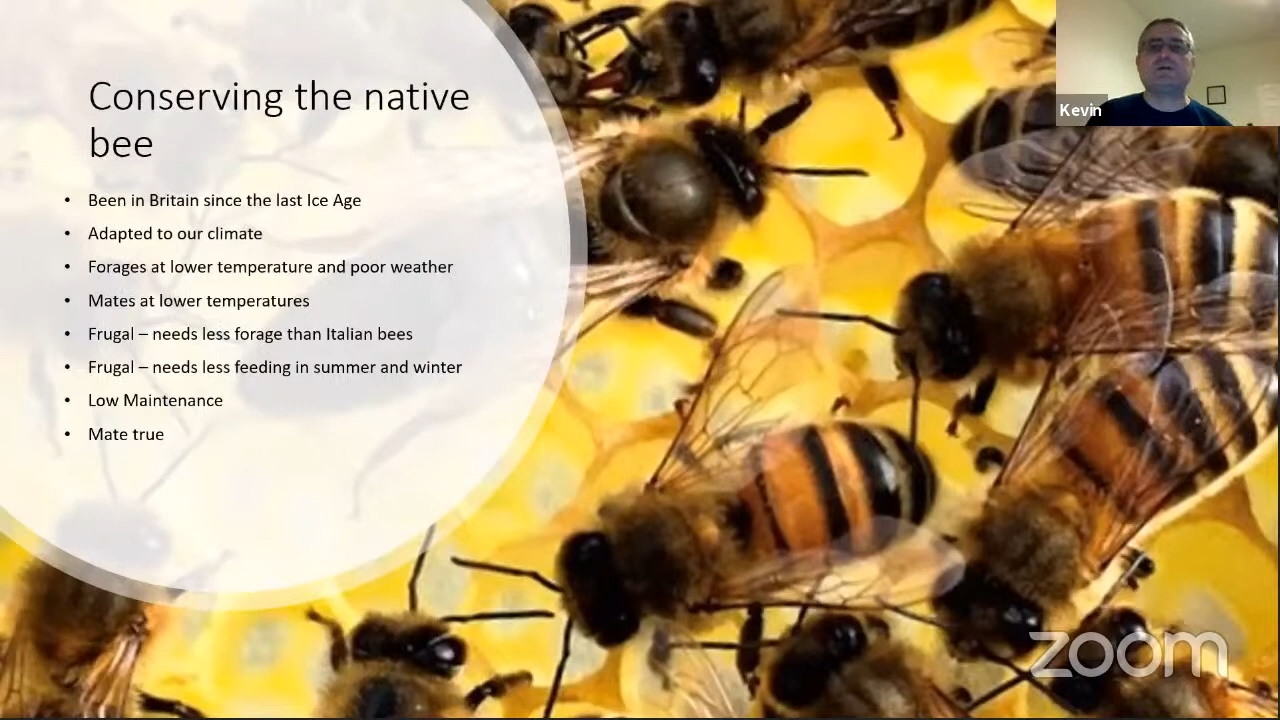 Conserving the native
bee
• Been in Britain since the last Ice Age
• Adapted to our climate
• Forages at lower temperature and poor weather
• Mates at lower temperatures
• Frugal – needs less forage than Italian bees
• Frugal – needs less feeding in summer and winter
• Low Maintenance
• Mate true
Kevin
zoom